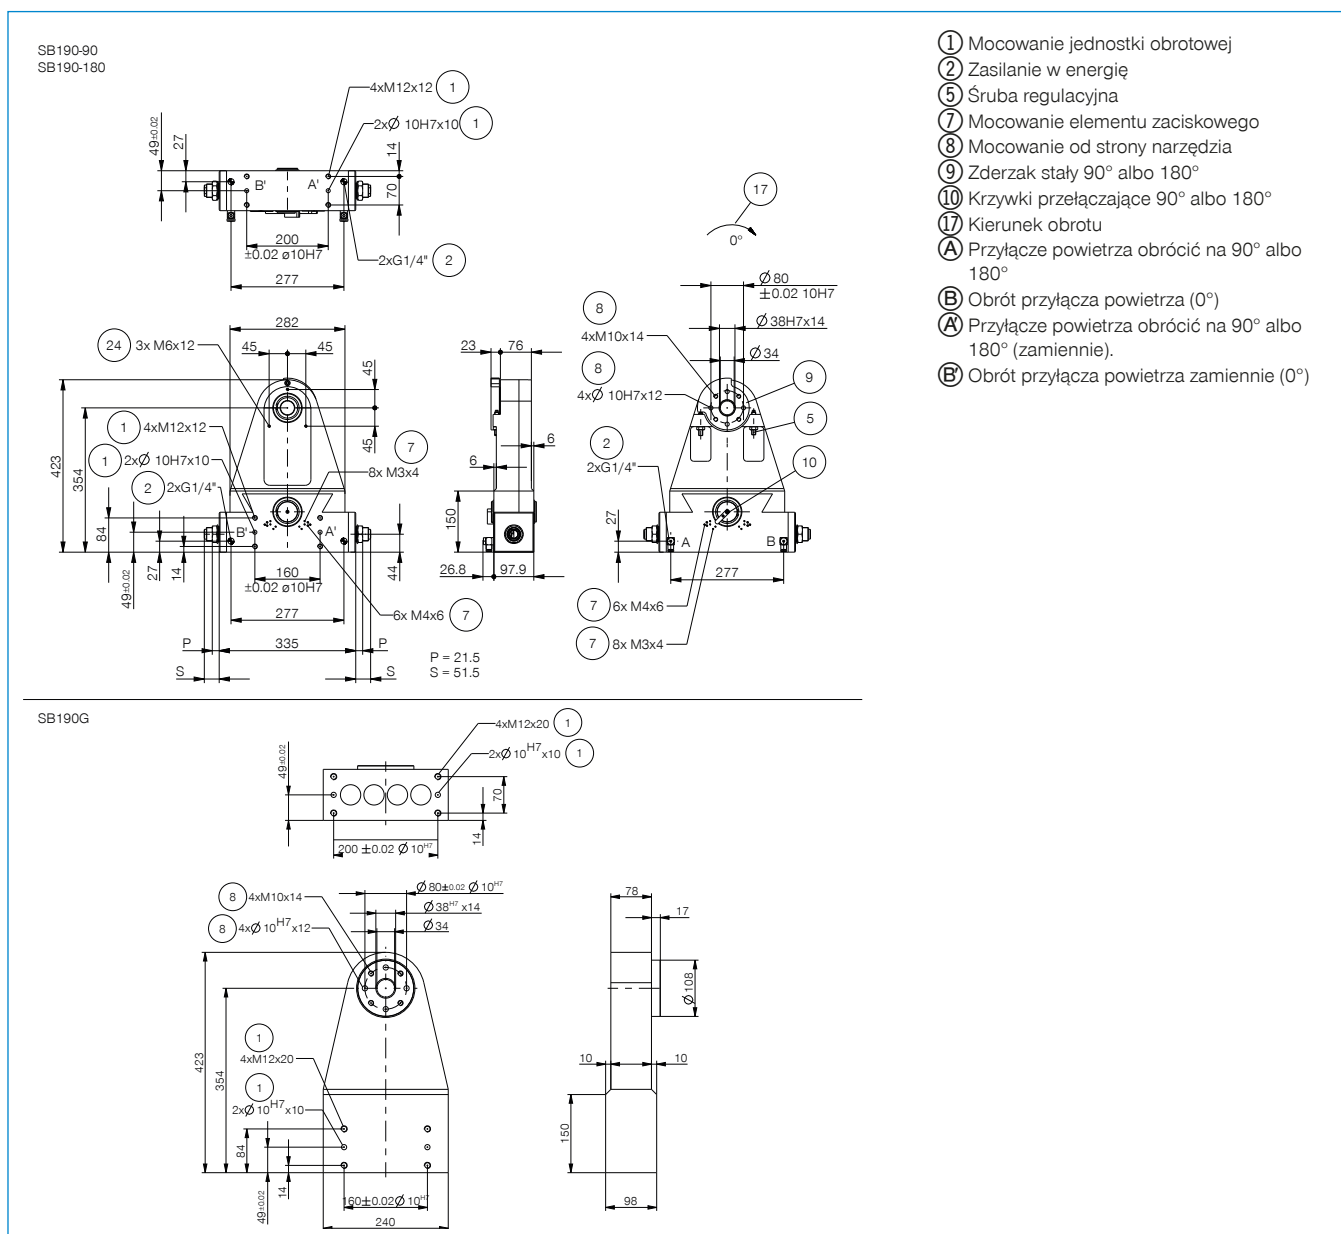 SB190-90
SB190-180
4xM12x12 1
2xØ 10H7x10 1
49±0.02
27
14
70
B' A'
200
±0.02 ø10H7
2xG1/4" 2
277
17
0°
Ø 80
±0.02 10H7
8
4xM10x14
Ø 38H7x14
8
Ø 34
4xØ 10H7x12
9
5
2
2xG1/4"
10
27
A B
277
7 6x M4x6
7 8x M3x4
282
24 3x M6x12
45 45
45
45
423
354
1 4xM12x12
1 2xØ 10H7x10
2 2xG1/4"
7
8x M3x4
B' A'
84
49±0.02
27
14
44
160
±0.02 ø10H7
277
6x M4x6 7
P 335 P
S S
P = 21.5
S = 51.5
23 76
6
6
150
26.8 97.9
SB190G
4xM12x20 1
2xØ 10H7x10 1
49±0.02
70
14
200 ±0.02 Ø 10H7
8 4xM10x14
8 4xØ 10H7x12
Ø 80±0.02 Ø 10H7
Ø 38H7 x14
Ø 34
423
354
1
4xM12x20
1
2xØ 10H7x10
84
49±0.02
14
160±0.02Ø 10H7
240
78
17
Ø 108
10 10
150
98
1 Mocowanie jednostki obrotowej
2 Zasilanie w energię
5 Śruba regulacyjna
7 Mocowanie elementu zaciskowego
8 Mocowanie od strony narzędzia
9 Zderzak stały 90° albo 180°
10 Krzywki przełączające 90° albo 180°
17 Kierunek obrotu
A Przyłącze powietrza obrócić na 90° albo
180°
B Obrót przyłącza powietrza (0°)
A' Przyłącze powietrza obrócić na 90° albo
180° (zamiennie).
B' Obrót przyłącza powietrza zamiennie (0°)